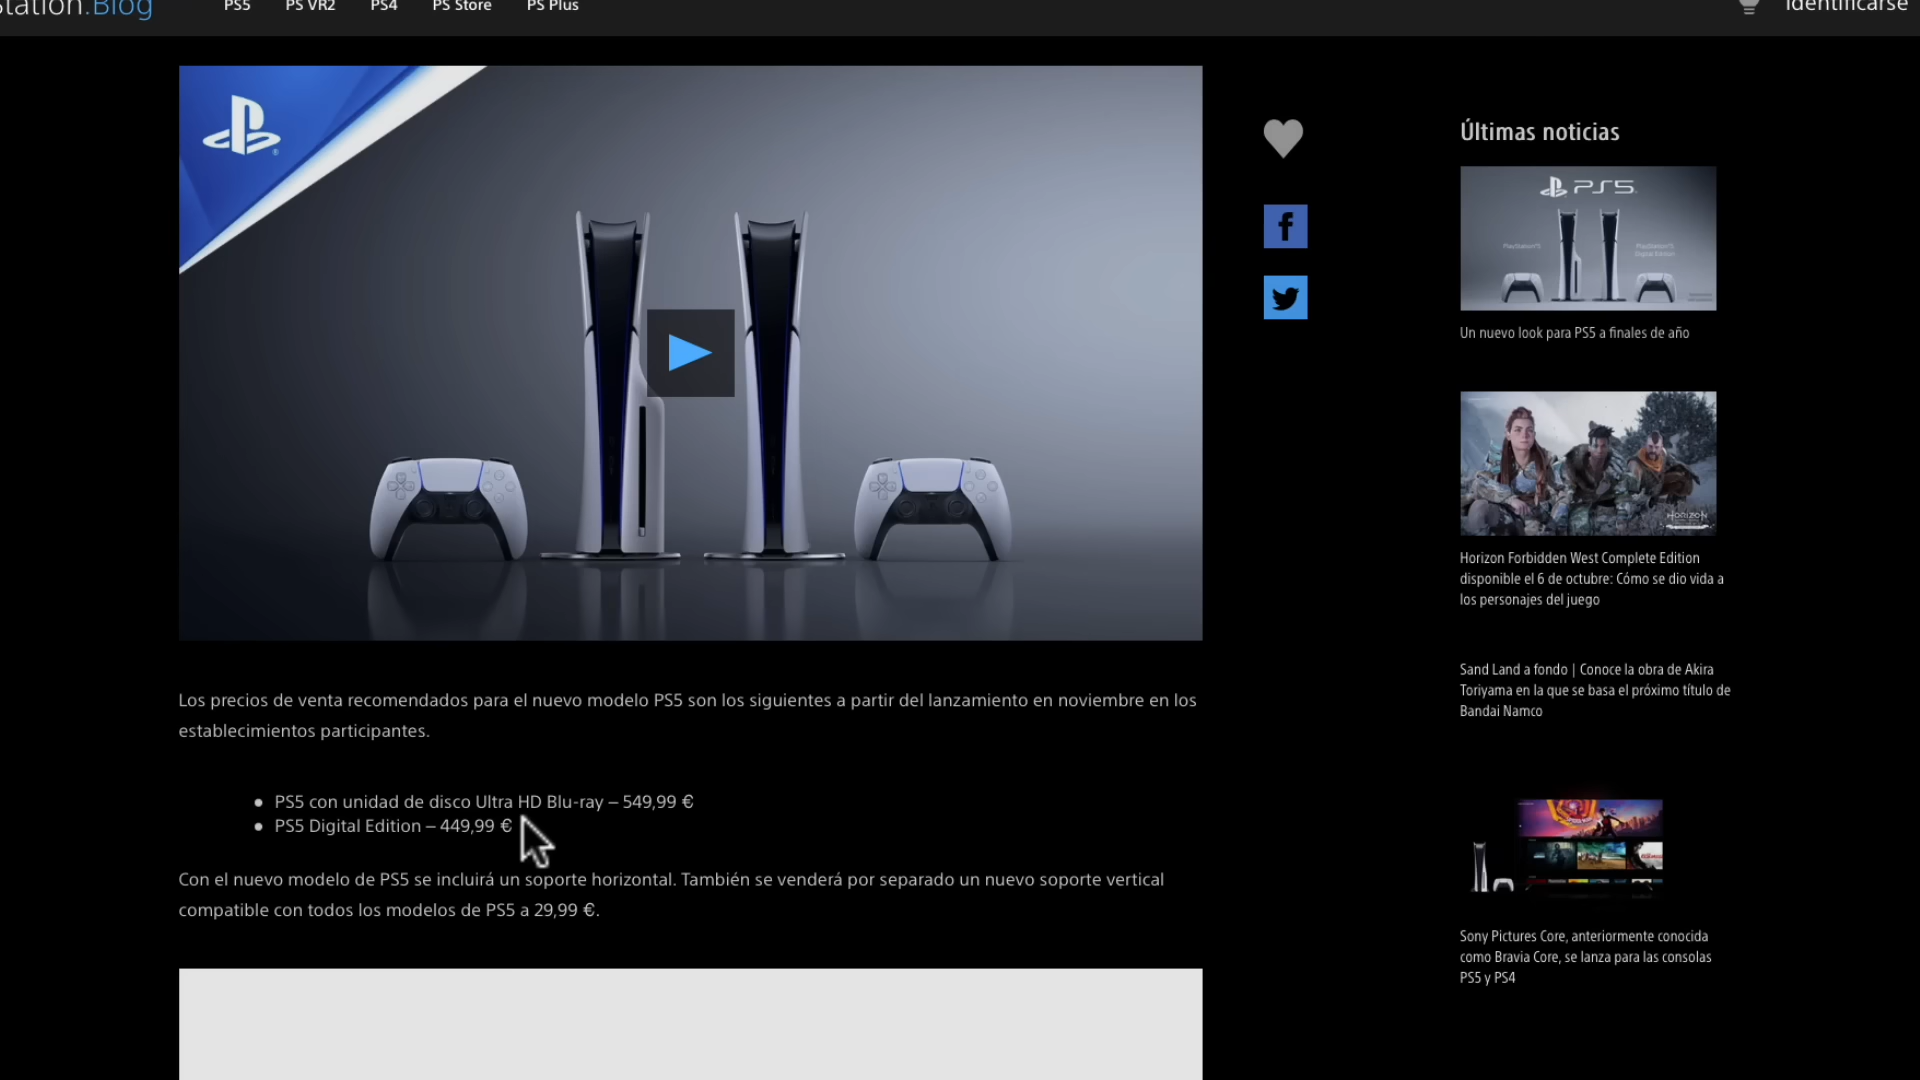 Station.Blog
PS5
PS VR2
PS4
PS Store
PS Plus
Identificarse
Últimas noticias
PS5
PlayStation®5
PlayStation®5
Digital Edition
Un nuevo look para PS5 a finales de año
HORIZON
Horizon Forbidden West Complete Edition
disponible el 6 de octubre: Cómo se dio vida a
los personajes del juego
Sand Land a fondo | Conoce la obra de Akira
Toriyama en la que se basa el próximo título de
Bandai Namco
Sony Pictures Core, anteriormente conocida
como Bravia Core, se lanza para las consolas
PS5 y PS4
Los precios de venta recomendados para el nuevo modelo PS5 son los siguientes a partir del lanzamiento en noviembre en los
establecimientos participantes.
• PS5 con unidad de disco Ultra HD Blu-ray – 549,99 €
• PS5 Digital Edition – 449,99 €
Con el nuevo modelo de PS5 se incluirá un soporte horizontal. También se venderá por separado un nuevo soporte vertical
compatible con todos los modelos de PS5 a 29,99 €.